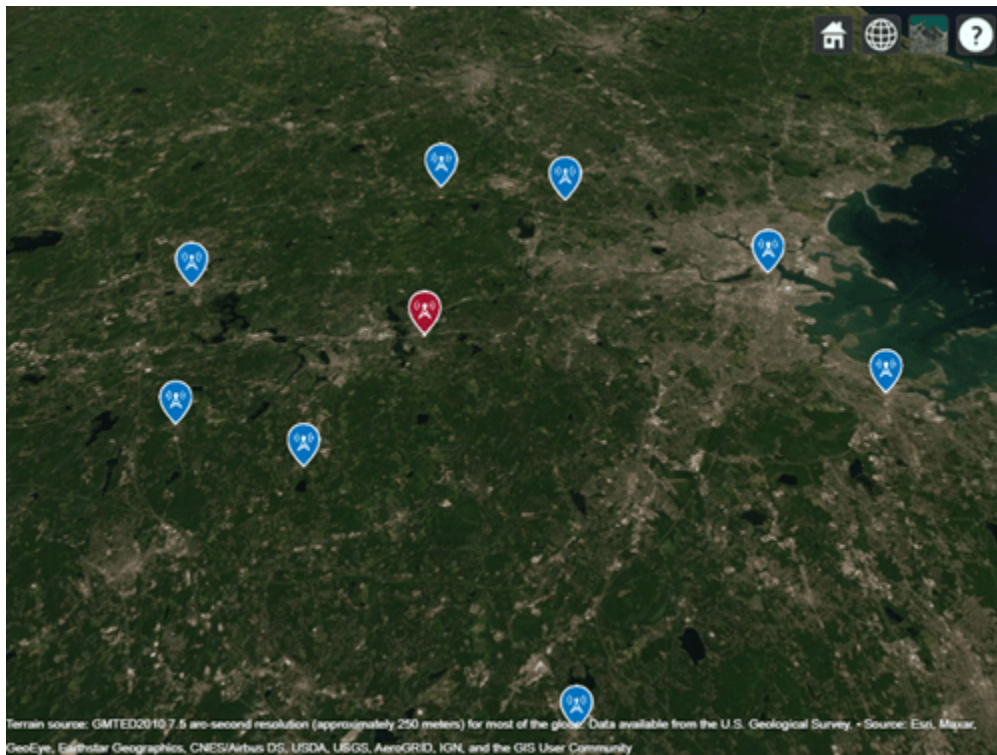 ?
Terrain source: GMTED2010 7.5 arc-second resolution (approximately 250 meters) for most of the globe. Data available from the U.S. Geological Survey. • Source: Esri, Maxar,
GeoEye, Earthstar Geographics, CNES/Airbus DS, USDA, USGS, AeroGRID, IGN, and the GIS User Community